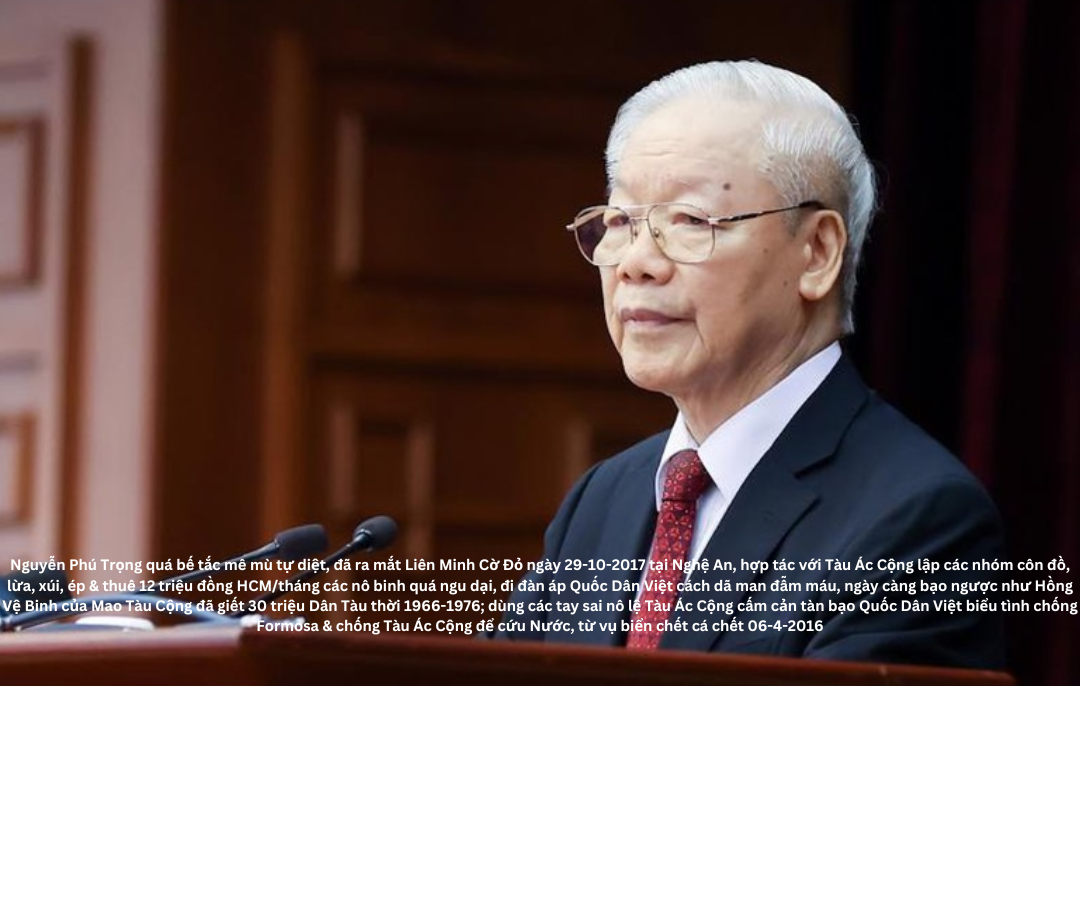 Nguyễn Phú Trọng quá bế tắc mê mù tự diệt, đã ra mắt Liên Minh Cờ Đỏ ngày 29-10-2017 tại Nghệ An, hợp tác với Tàu Ác Cộng lập các nhóm côn đồ,
lừa, xúi, ép & thuê 12 triệu đồng HCM/tháng các nô binh quá ngu dại, đi đàn áp Quốc Dân Việt cách dã man đẫm máu, ngày càng bạo ngược như Hồng
Vệ Binh của Mao Tàu Cộng đã giết 30 triệu Dân Tàu thời 1966-1976; dùng các tay sai nô lệ Tàu Ác Cộng cấm cản tàn bạo Quốc Dân Việt biểu tình chống
Formosa & chống Tàu Ác Cộng để cứu Nước, từ vụ biển chết cá chết 06-4-2016